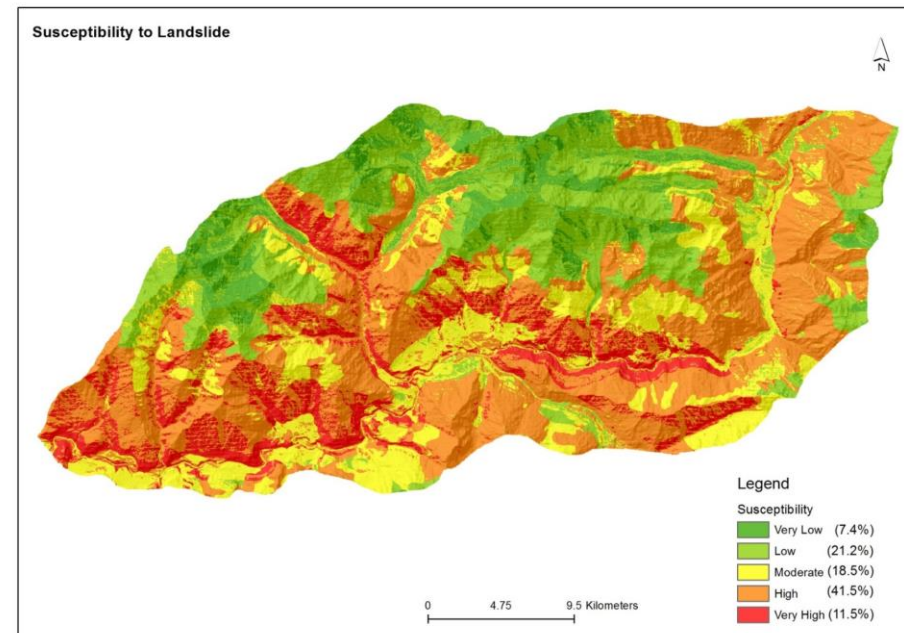 Susceptibility to Landslide
N
Legend
Susceptibility
Very Low (7.4%)
Low (21.2%)
Moderate (18.5%)
High (41.5%)
Very High (11.5%)
0 4.75 9.5 Kilometers